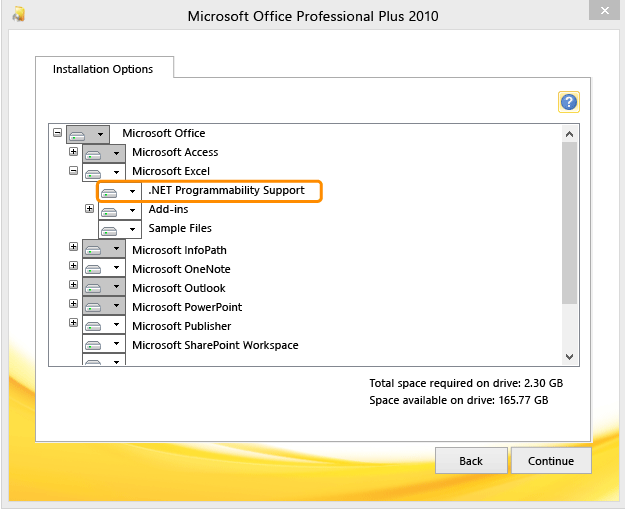 Microsoft Office Professional Plus 2010
Installation Options
Microsoft Office
Microsoft Access
Microsoft Excel
.NET Programmability Support
Add-ins
Sample Files
Microsoft InfoPath
Microsoft OneNote
Microsoft Outlook
Microsoft PowerPoint
Microsoft Publisher
Microsoft SharePoint Workspace
Total space required on drive: 2.30 GB
Space available on drive: 165.77 GB
Back
Continue